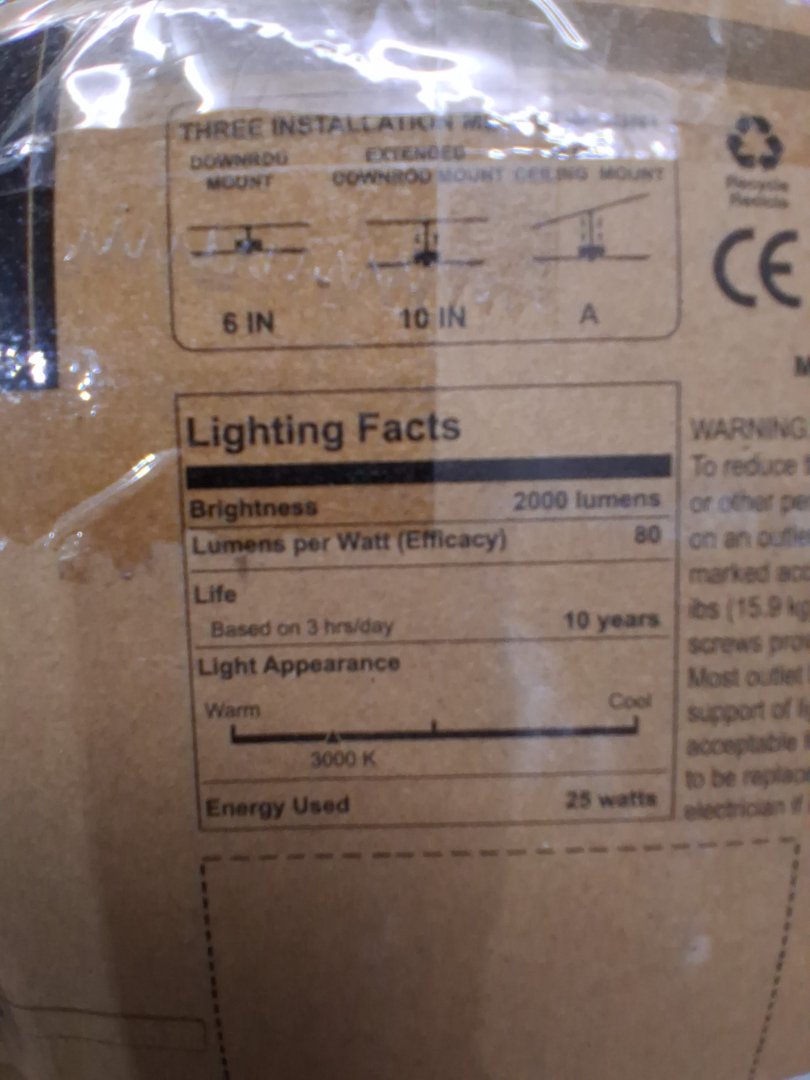 THREE INSTALLATION
DOWNROD EXTENDED
MOUNT DOWNROD MOUNT CEILING MOUNT
6 IN 10 IN A
Recycle
CE
M
Lighting Facts
Brightness 2000 lumens
Lumens per Watt (Efficacy) 80
Life
Based on 3 hrs/day 10 years
Light Appearance
Warm Cool
3000 K
Energy Used 25 watts
WARNING
To reduce
or other pe
on an outle
marked acc
lbs (15.9 kg
screws prov
Most outlet
support of
acceptable
to be replac
electrician if